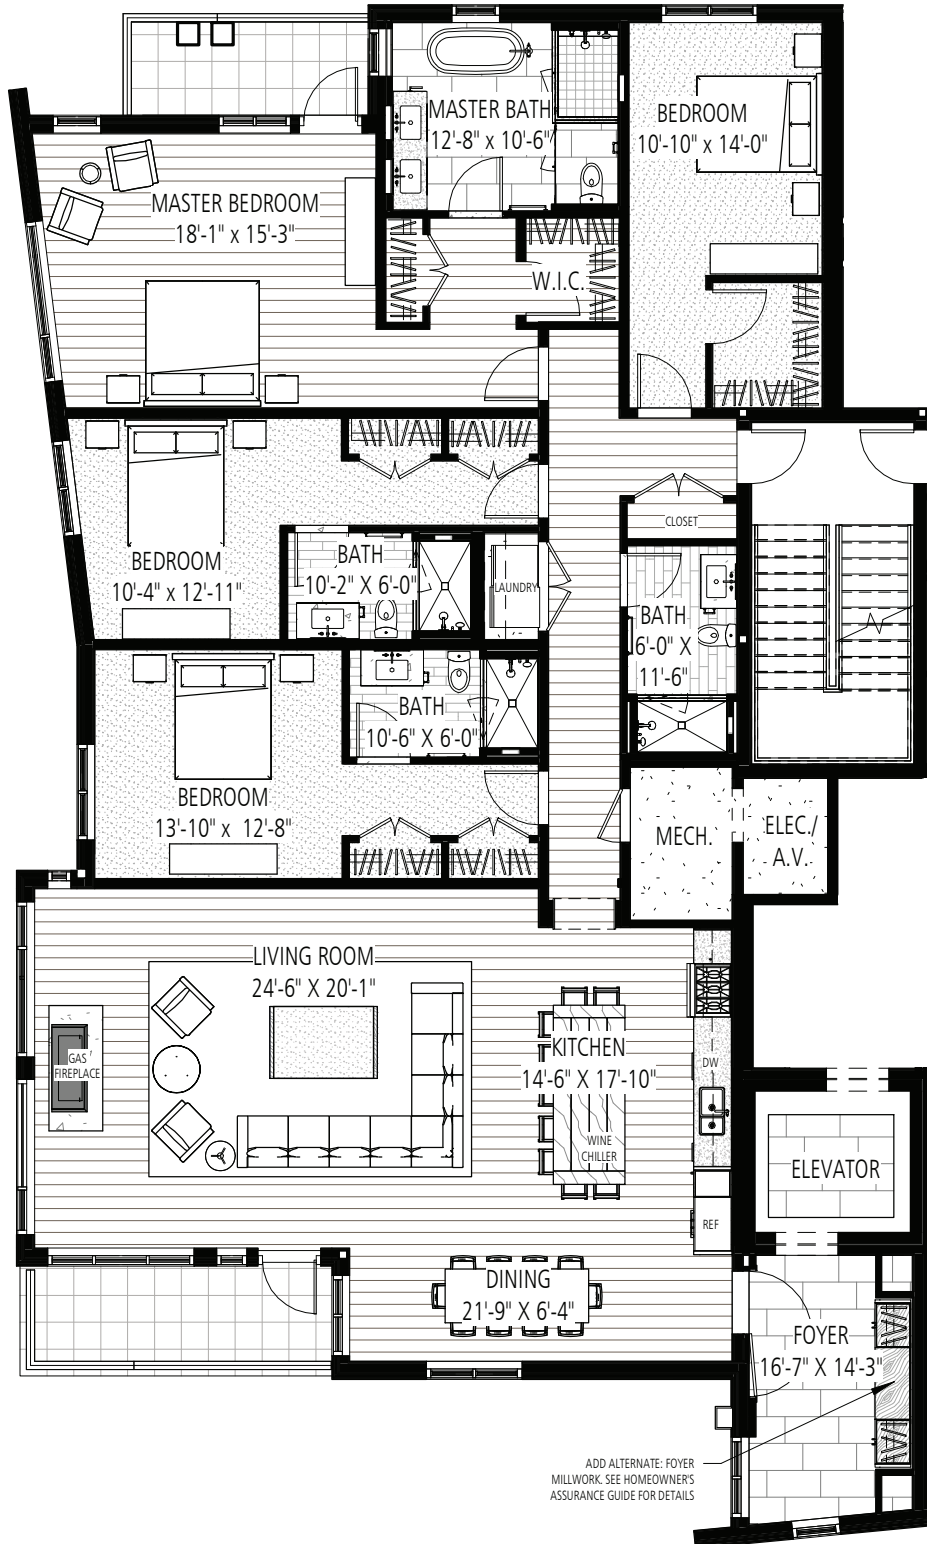 MASTER BATH
12'-8" x 10'-6"
BEDROOM
10'-10" x 14'-0"
MASTER BEDROOM
18'-1" x 15'-3"
W.I.C.
CLOSET
BEDROOM
10'-4" x 12'-11"
BATH
10'-2" X 6'-0"
LAUNDRY
BATH
6'-0" X
11'-6"
BATH
10'-6" X 6'-0"
BEDROOM
13'-10" x 12'-8"
MECH.
ELEC./
A.V.
LIVING ROOM
24'-6" X 20'-1"
GAS
FIREPLACE
KITCHEN
14'-6" X 17'-10"
DW
WINE
CHILLER
REF
ELEVATOR
DINING
21'-9" X 6'-4"
FOYER
16'-7" X 14'-3"
ADD ALTERNATE: FOYER
MILLWORK. SEE HOMEOWNER'S
ASSURANCE GUIDE FOR DETAILS